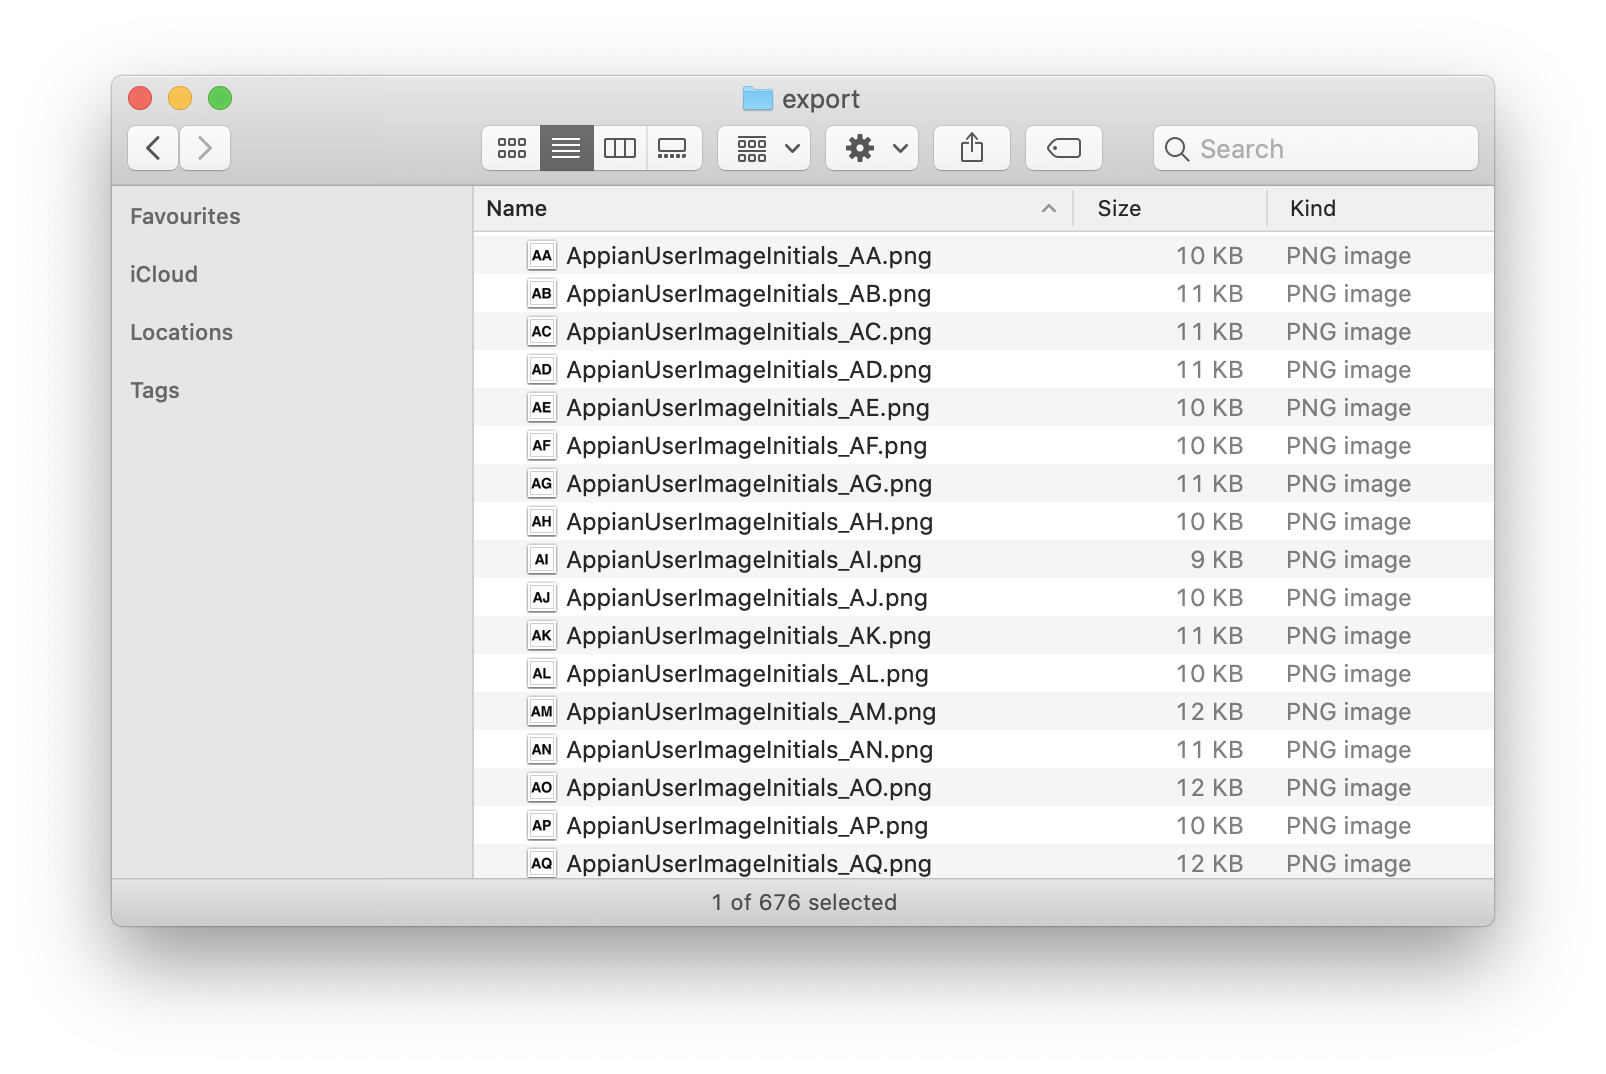 export
Search
Favourites
iCloud
Locations
Tags
Name Size Kind
AA AppianUserImageInitials_AA.png 10 KB PNG image
AB AppianUserImageInitials_AB.png 11 KB PNG image
AC AppianUserImageInitials_AC.png 11 KB PNG image
AD AppianUserImageInitials_AD.png 11 KB PNG image
AE AppianUserImageInitials_AE.png 10 KB PNG image
AF AppianUserImageInitials_AF.png 10 KB PNG image
AG AppianUserImageInitials_AG.png 11 KB PNG image
AH AppianUserImageInitials_AH.png 10 KB PNG image
AI AppianUserImageInitials_AI.png 9 KB PNG image
AJ AppianUserImageInitials_AJ.png 10 KB PNG image
AK AppianUserImageInitials_AK.png 11 KB PNG image
AL AppianUserImageInitials_AL.png 10 KB PNG image
AM AppianUserImageInitials_AM.png 12 KB PNG image
AN AppianUserImageInitials_AN.png 11 KB PNG image
AO AppianUserImageInitials_AO.png 12 KB PNG image
AP AppianUserImageInitials_AP.png 10 KB PNG image
AQ AppianUserImageInitials_AQ.png 12 KB PNG image
1 of 676 selected